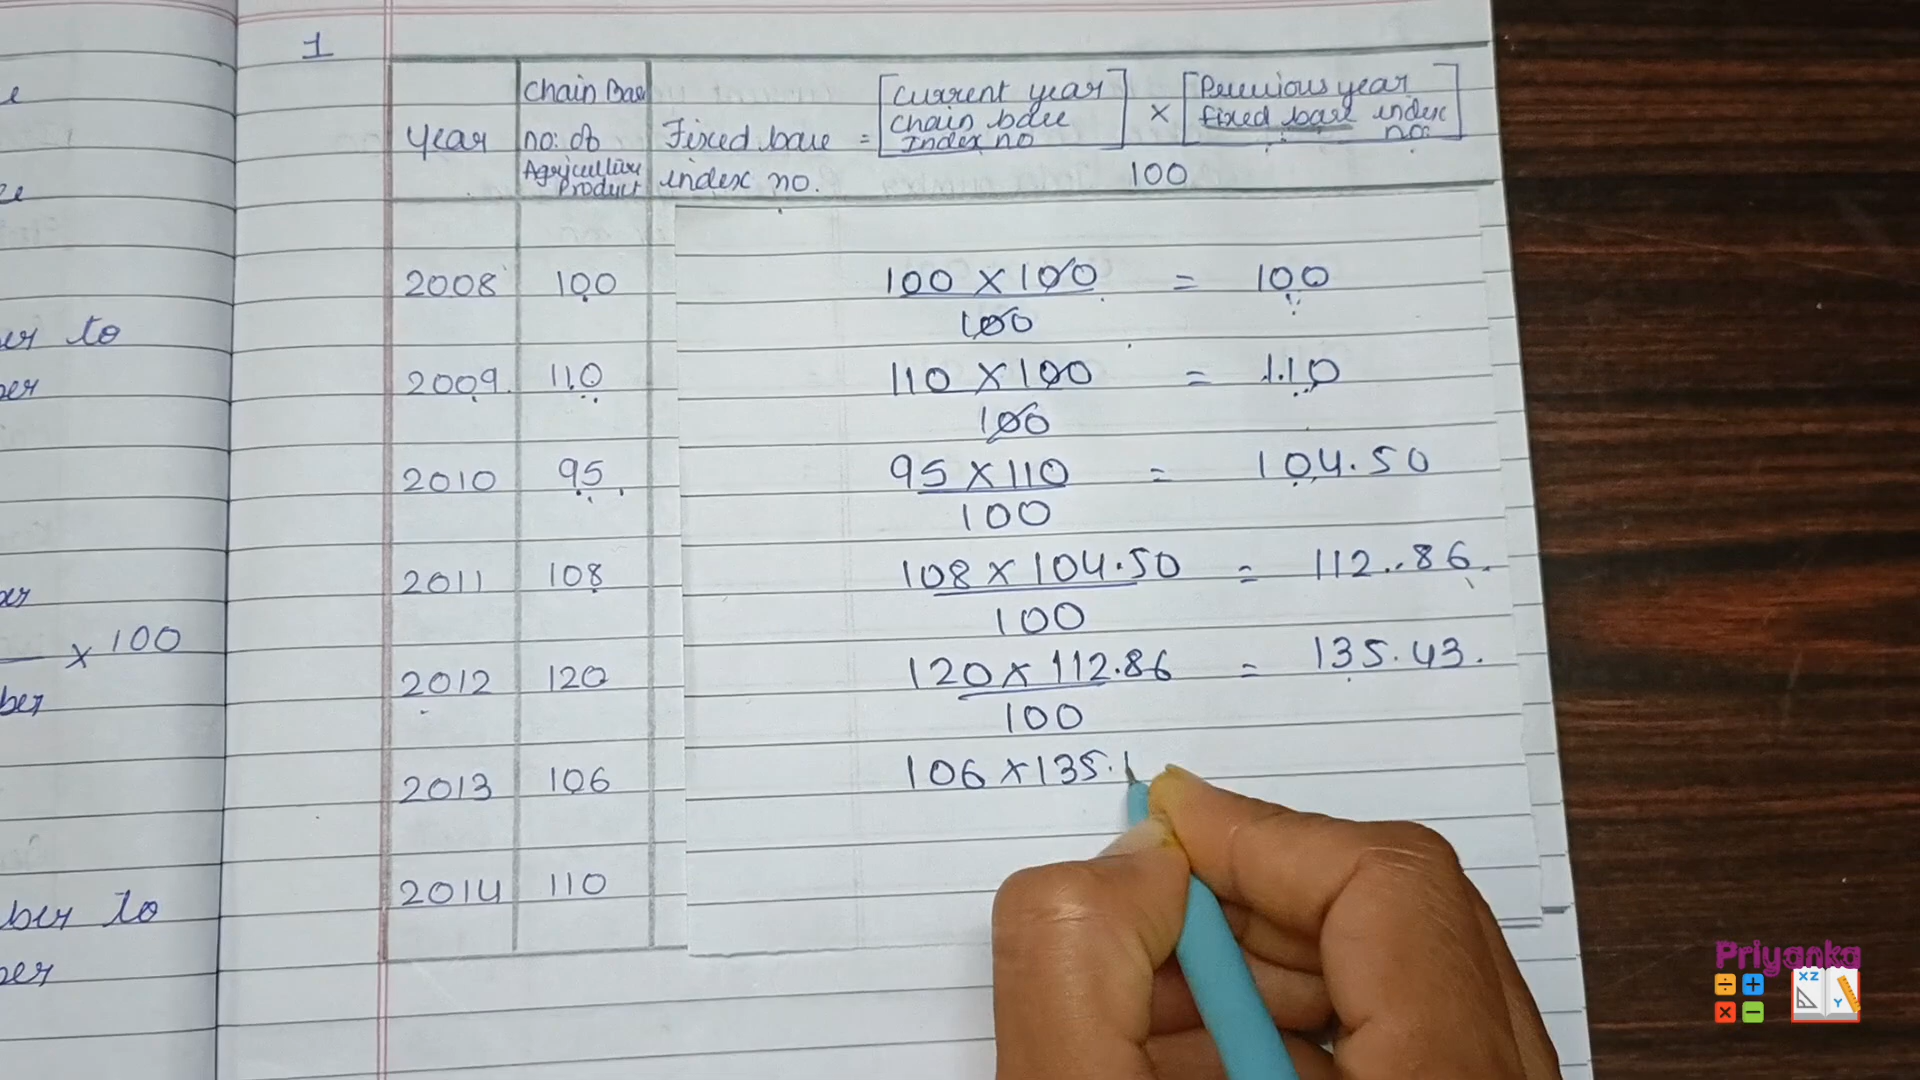 1
Year
Chain Base
no: of
Agriculture
Product
Fixed base =
index no.
[Current year
chain base
Index no]
×
[Previous year
fixed base index
no:]
100
2008 100 100 × 100 = 100
100
2009. 110 110 × 100 = 110
100
2010 95 95 × 110 = 104.50
100
2011 108 108 × 104.50 = 112.86.
100
2012 120 120 × 112.86 = 135.43.
100
2013 106 106 × 135.
2014 110
to
× 100
to
Priyanka
÷ +
× −
XZ
Y